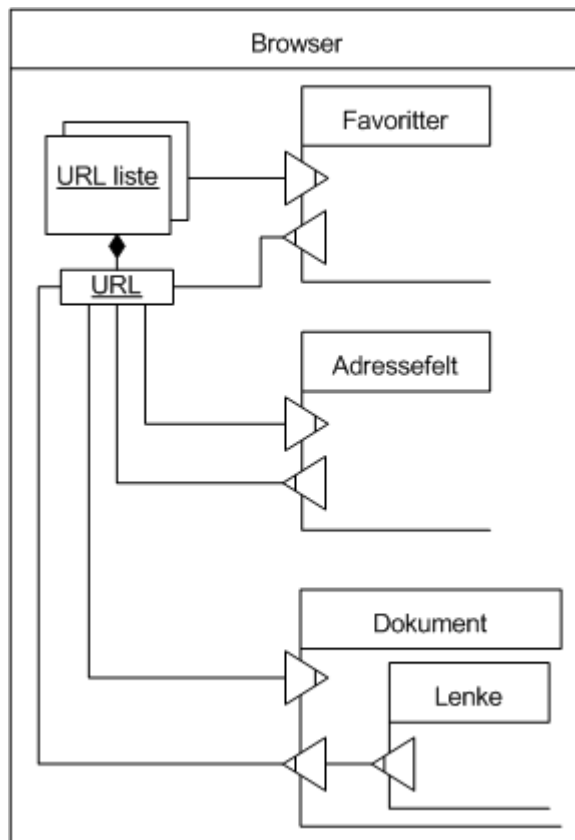 Browser
Favoritter
URL liste
URL
Adressefelt
Dokument
Lenke